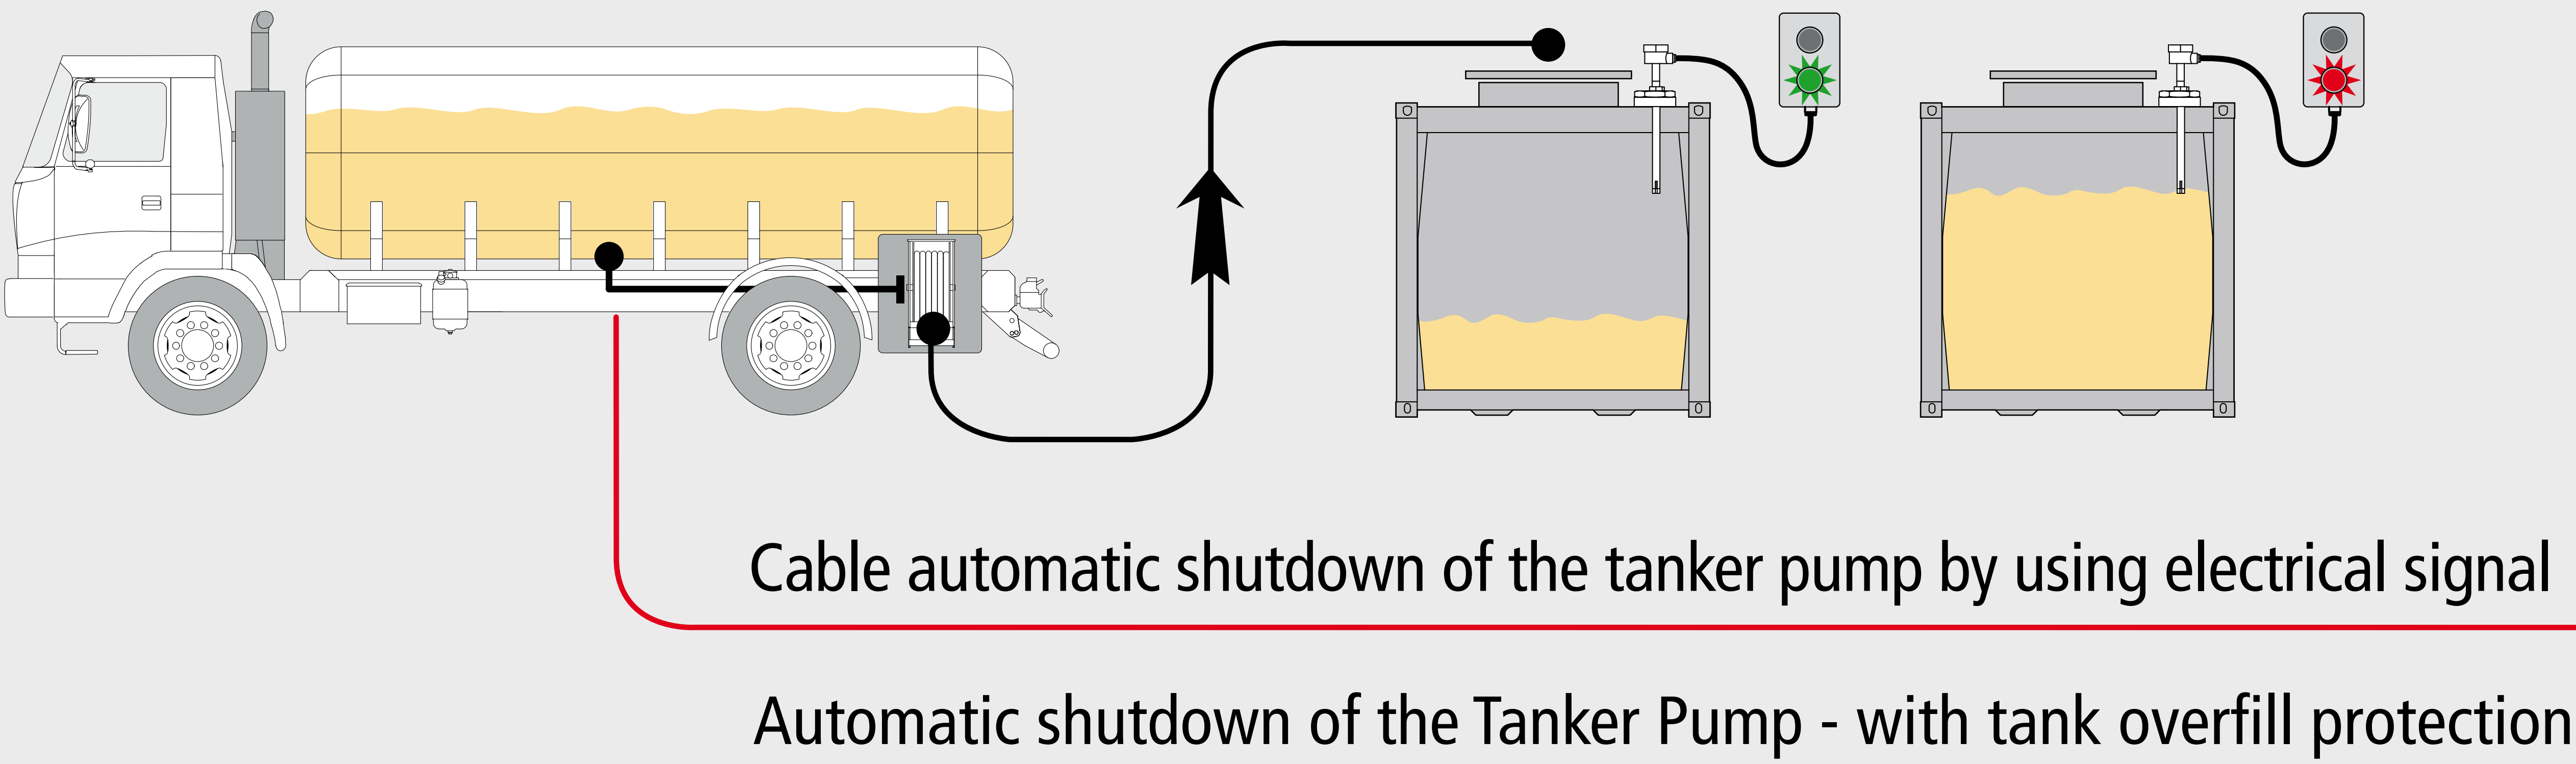 Cable automatic shutdown of the tanker pump by using electrical signal
Automatic shutdown of the Tanker Pump - with tank overfill protection